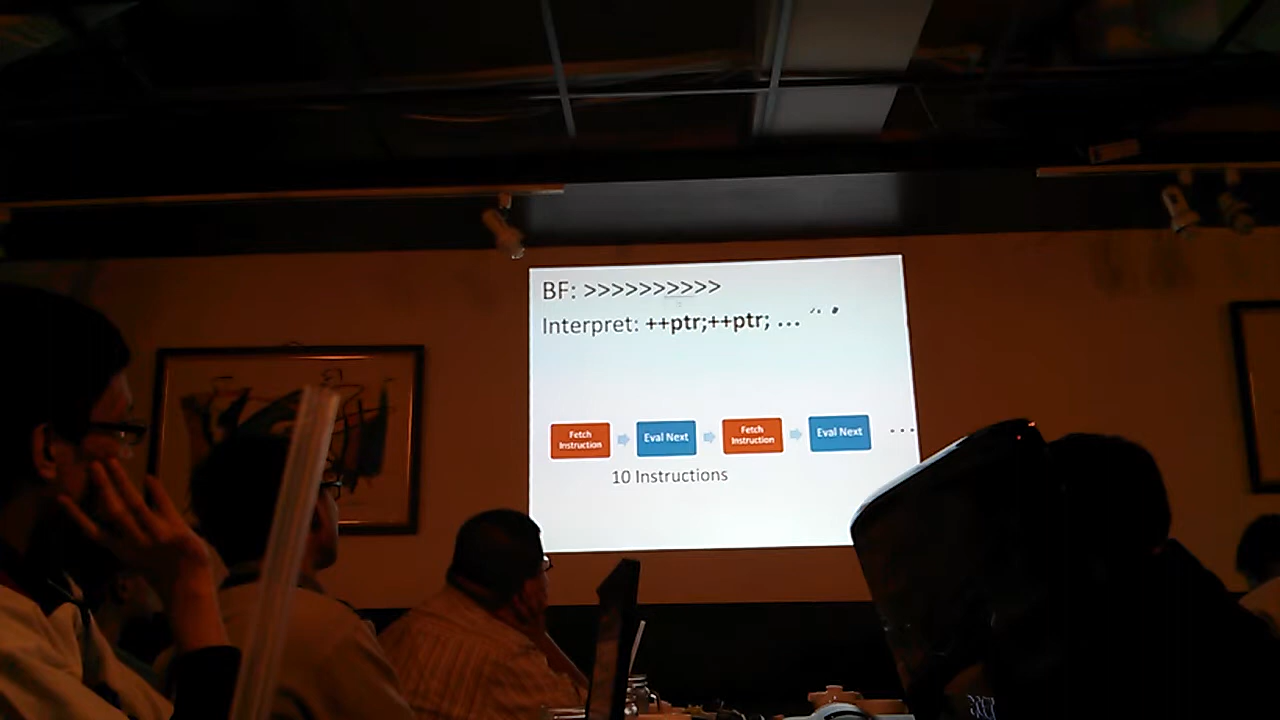 BF: >>>>>>>>>>
Interpret: ++ptr;++ptr; ...
Fetch
Instruction
Eval Next
Fetch
Instruction
Eval Next
...
10 Instructions